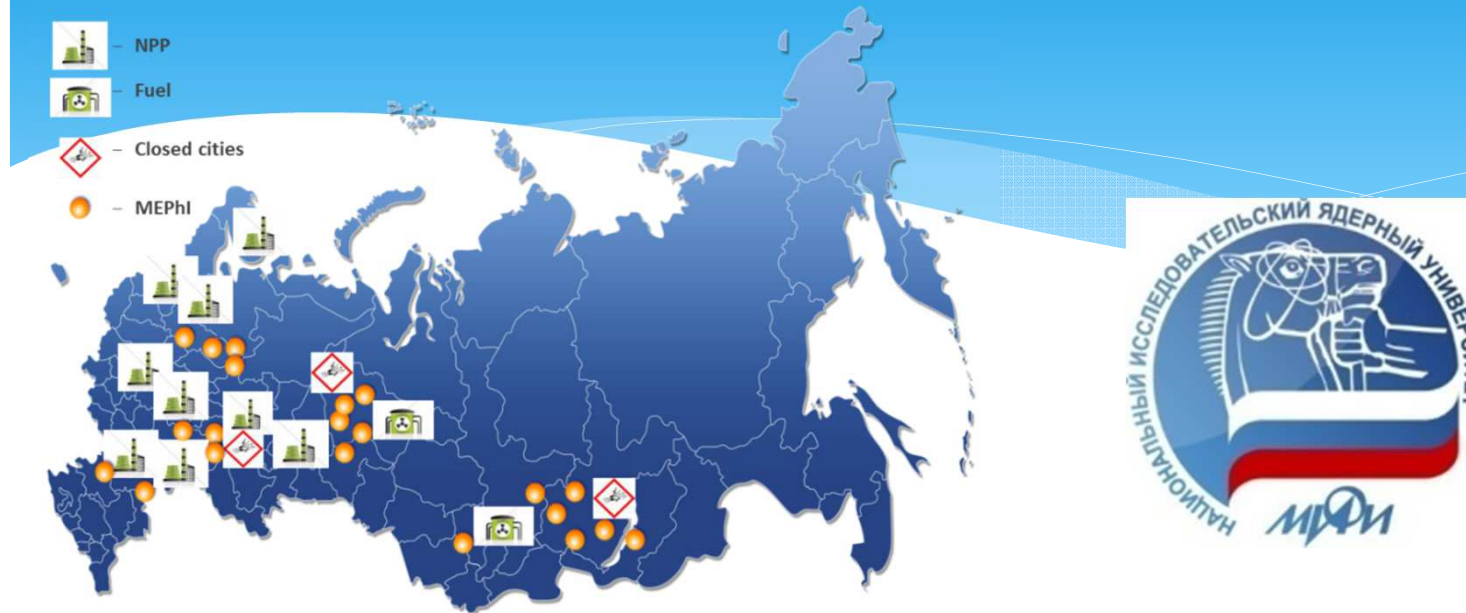 – NPP
– Fuel
– Closed cities
– MEPhI
НАЦИОНАЛЬНЫЙ ИССЛЕДОВАТЕЛЬСКИЙ ЯДЕРНЫЙ УНИВЕРСИТЕТ
МИФИ